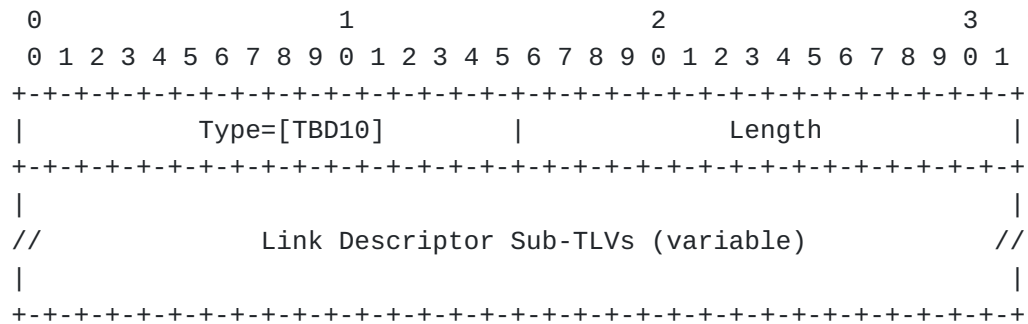 0                   1                   2                   3
 0 1 2 3 4 5 6 7 8 9 0 1 2 3 4 5 6 7 8 9 0 1 2 3 4 5 6 7 8 9 0 1
+-+-+-+-+-+-+-+-+-+-+-+-+-+-+-+-+-+-+-+-+-+-+-+-+-+-+-+-+-+-+-+-+
|           Type=[TBD10]        |             Length            |
+-+-+-+-+-+-+-+-+-+-+-+-+-+-+-+-+-+-+-+-+-+-+-+-+-+-+-+-+-+-+-+-+
|                                                               |
//              Link Descriptor Sub-TLVs (variable)            //
|                                                               |
+-+-+-+-+-+-+-+-+-+-+-+-+-+-+-+-+-+-+-+-+-+-+-+-+-+-+-+-+-+-+-+-+